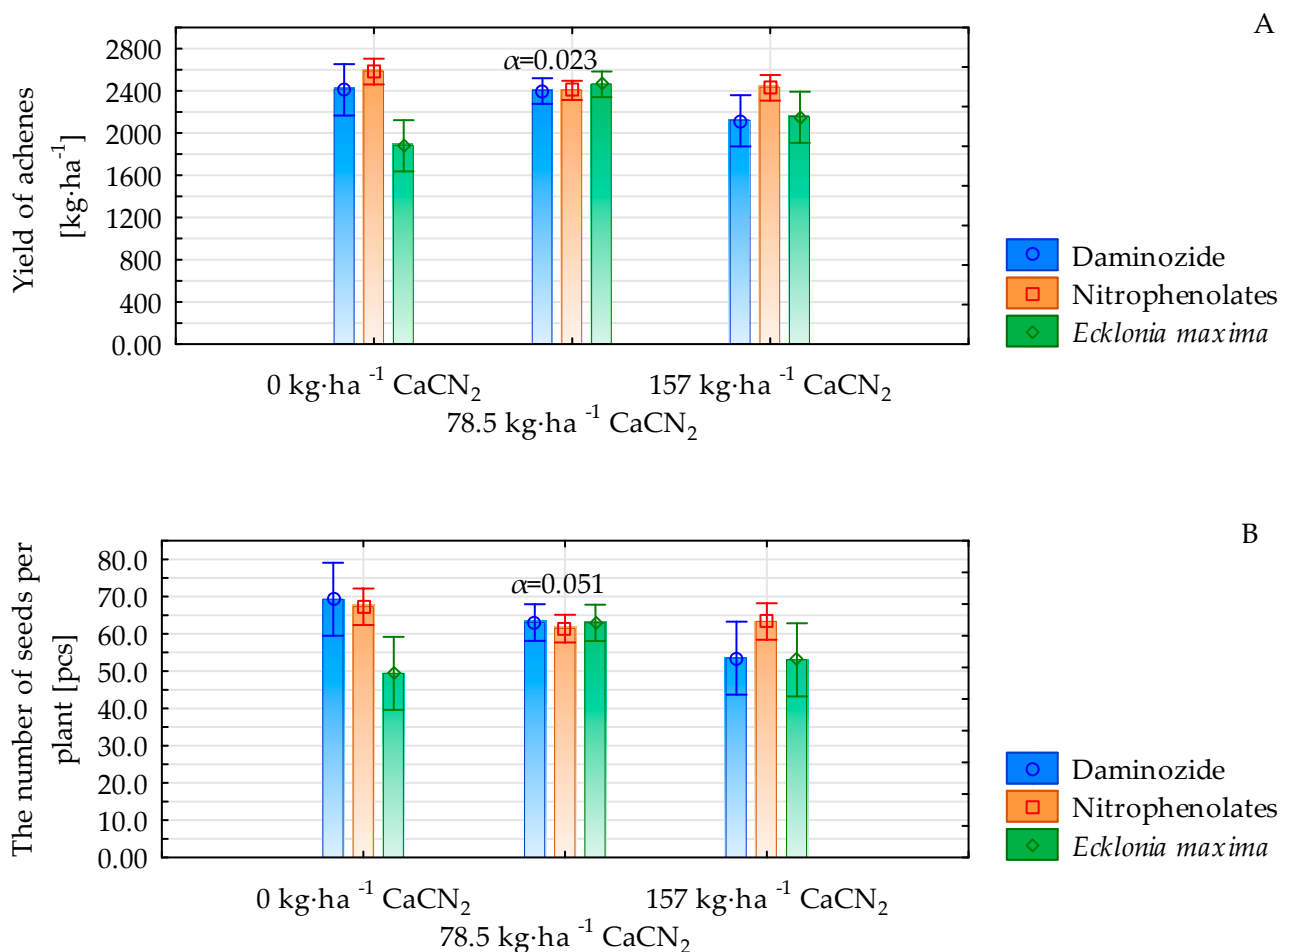 A
Yield of achenes
[kg·ha⁻¹]
2800
2400
2000
1600
1200
800
400
0.00
α=0.023
0 kg·ha ⁻¹ CaCN₂
78.5 kg·ha ⁻¹ CaCN₂
157 kg·ha ⁻¹ CaCN₂
Daminozide
Nitrophenolates
Ecklonia maxima
B
The number of seeds per
plant [pcs]
80.0
70.0
60.0
50.0
40.0
30.0
20.0
10.0
0.00
α=0.051
0 kg·ha ⁻¹ CaCN₂
78.5 kg·ha ⁻¹ CaCN₂
157 kg·ha ⁻¹ CaCN₂
Daminozide
Nitrophenolates
Ecklonia maxima